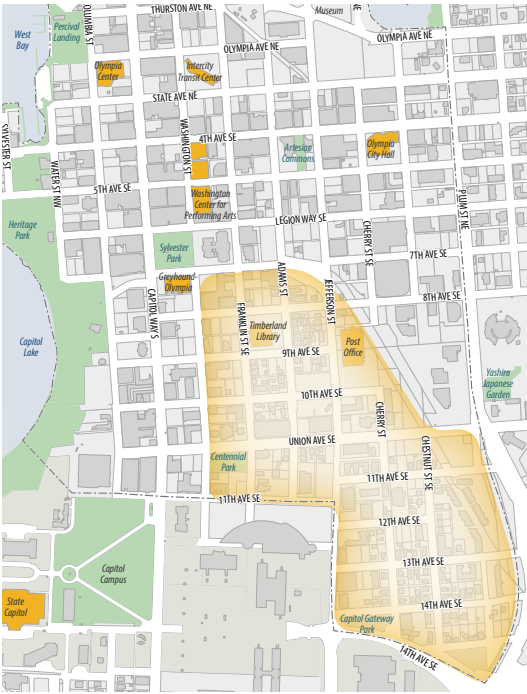 THURSTON AVE NE
Museum
OLUMBIA ST
Percival
Landing
West
Bay
OLYMPIA AVE NE
OLYMPIA AVE NE
Olympia
Center
Intercity
Transit Center
STATE AVE NE
SYLVESTER ST
WASHINGTON ST
4TH AVE SE
Artesian
Commons
Olympia
City Hall
WATER ST NW
5TH AVE SE
Washington
Center for
Performing Arts
PLUM ST NE
LEGION WAY SE
CHERRY ST SE
Heritage
Park
Sylvester
Park
7TH AVE SE
Greyhound-
Olympia
ADAMS ST
JEFFERSON ST
8TH AVE SE
CAPITOL WAY S
FRANKLIN ST SE
Timberland
Library
Post
Office
Capitol
Lake
9TH AVE SE
Yashiro
Japanese
Garden
10TH AVE SE
CHERRY ST
UNION AVE SE
CHESTNUT ST SE
Centennial
Park
11TH AVE SE
11TH AVE SE
12TH AVE SE
13TH AVE SE
Capitol
Campus
State
Capitol
14TH AVE SE
Capitol Gateway
Park
14TH AVE SE